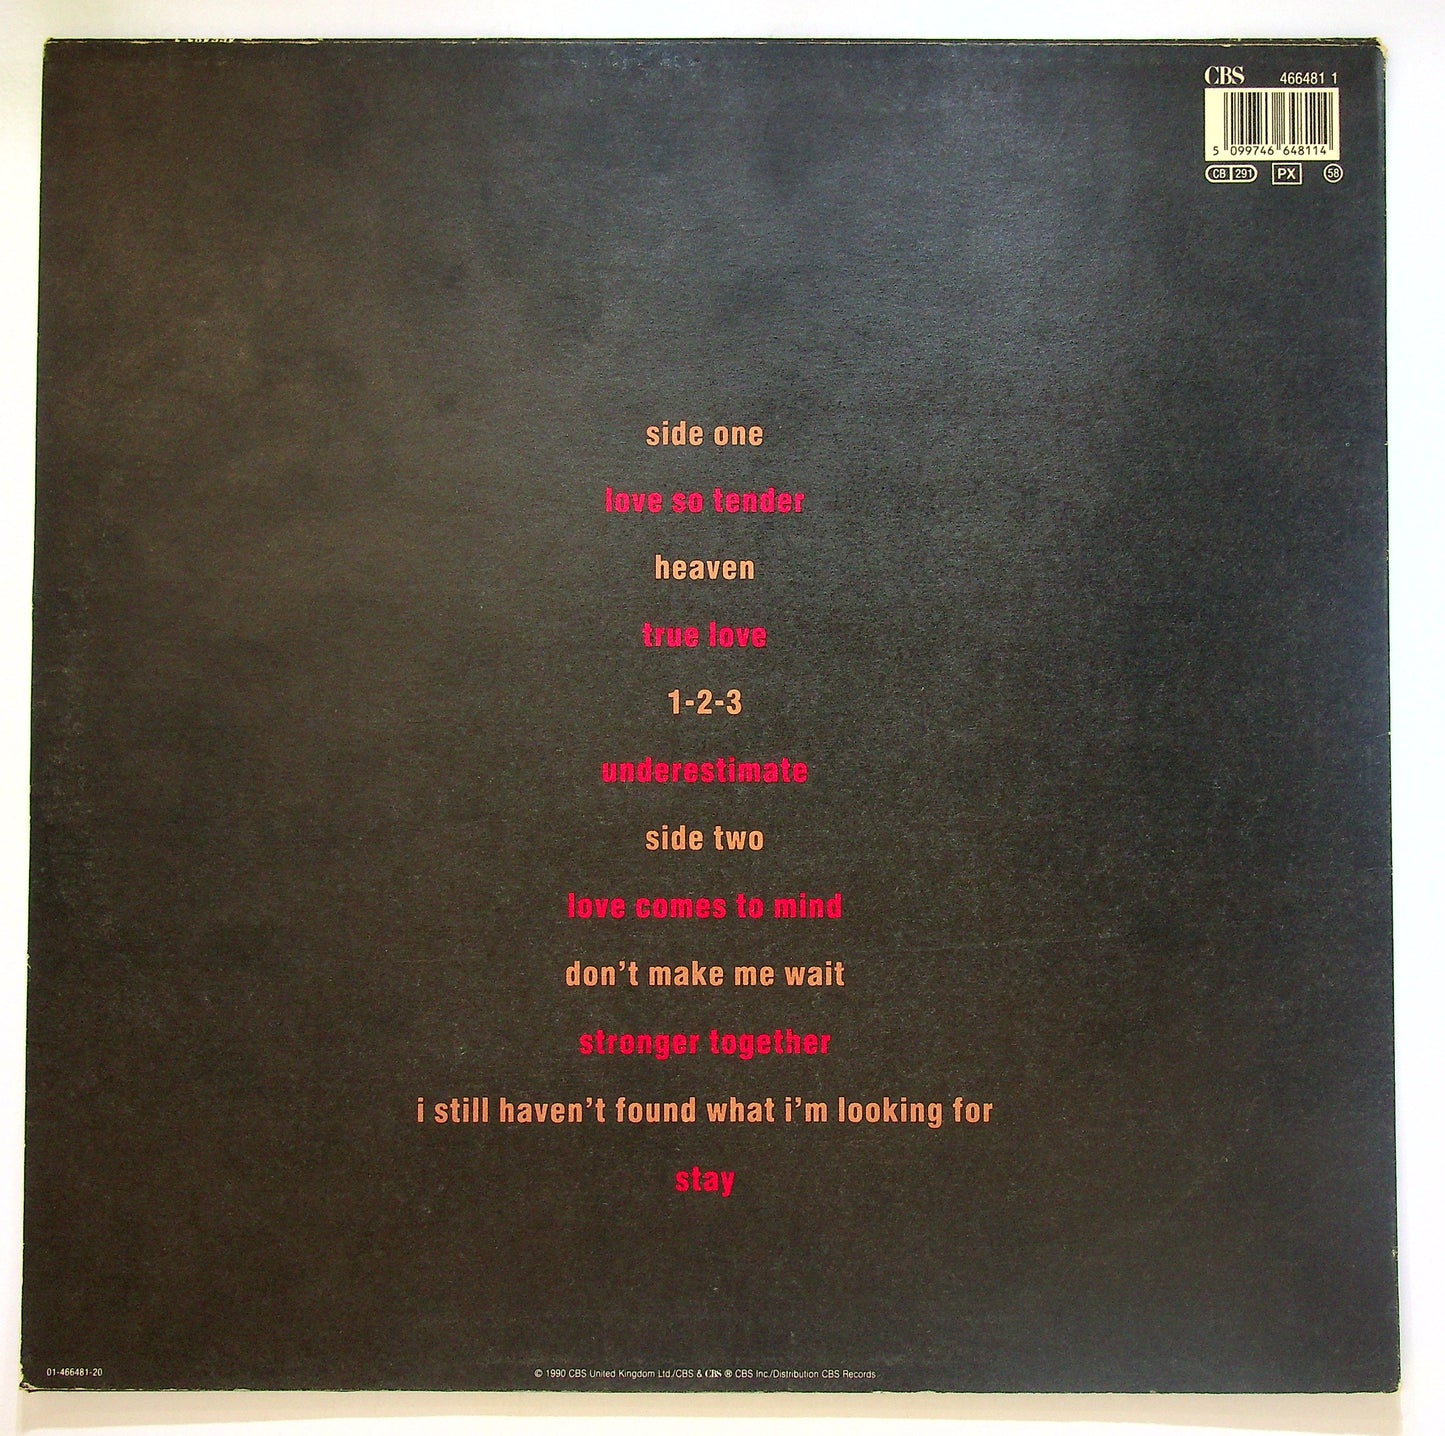 CBS 466481 1
5 099746 648114
CB 291 PX 58
side one
love so tender
heaven
true love
1-2-3
underestimate
side two
love comes to mind
don't make me wait
stronger together
i still haven't found what i'm looking for
stay
01-466481-20
© 1990 CBS United Kingdom Ltd./CBS & CBS ® CBS Inc./Distribution CBS Records